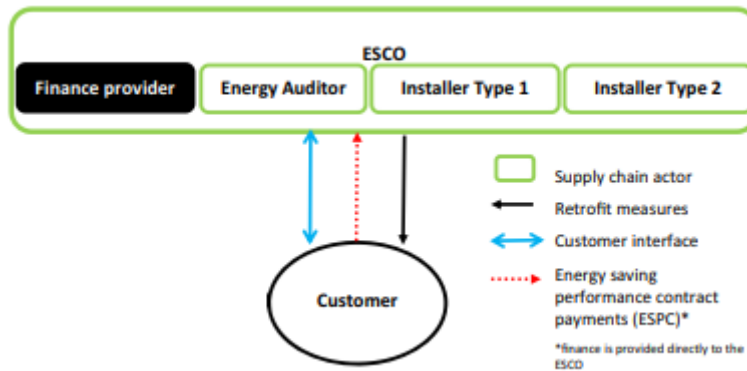 ESCO
Finance provider
Energy Auditor
Installer Type 1
Installer Type 2
Supply chain actor
Retrofit measures
Customer interface
Energy saving
performance contract
payments (ESPC)*
*finance is provided directly to the
ESCO
Customer